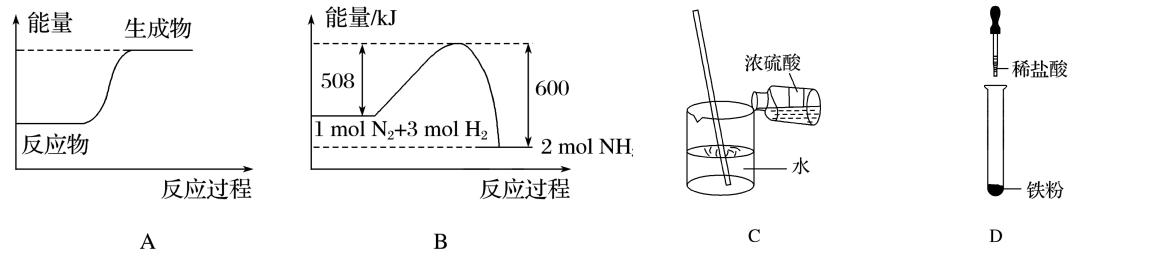 能量
生成物
反应物
反应过程
A
能量/kJ
508
600
1 mol N₂+3 mol H₂
2 mol NH
反应过程
B
浓硫酸
水
C
稀盐酸
铁粉
D